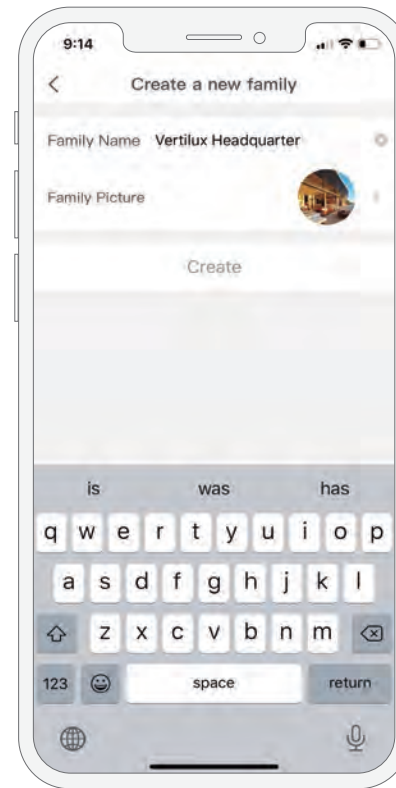 9:14
Create a new family
Family Name Vertilux Headquarter
Family Picture
Create
is was has
q w e r t y u i o p
a s d f g h j k l
z x c v b n m
123 space return